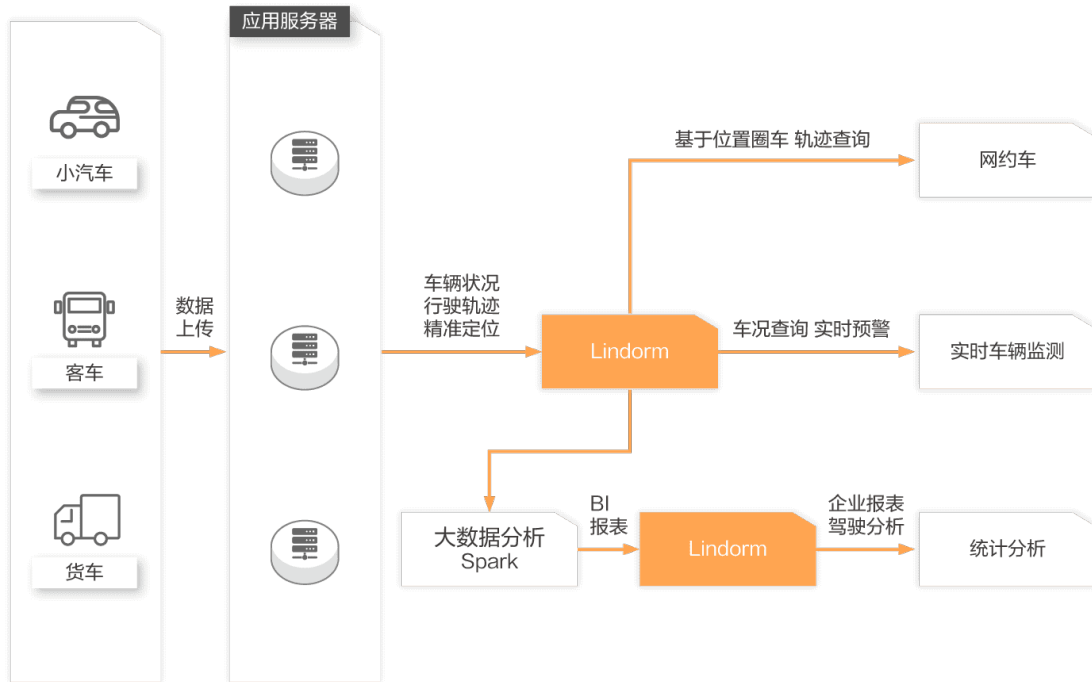 应用服务器
小汽车
客车
货车
数据
上传
车辆状况
行驶轨迹
精准定位
Lindorm
基于位置圈车 轨迹查询
网约车
车况查询 实时预警
实时车辆监测
大数据分析
Spark
BI
报表
Lindorm
企业报表
驾驶分析
统计分析